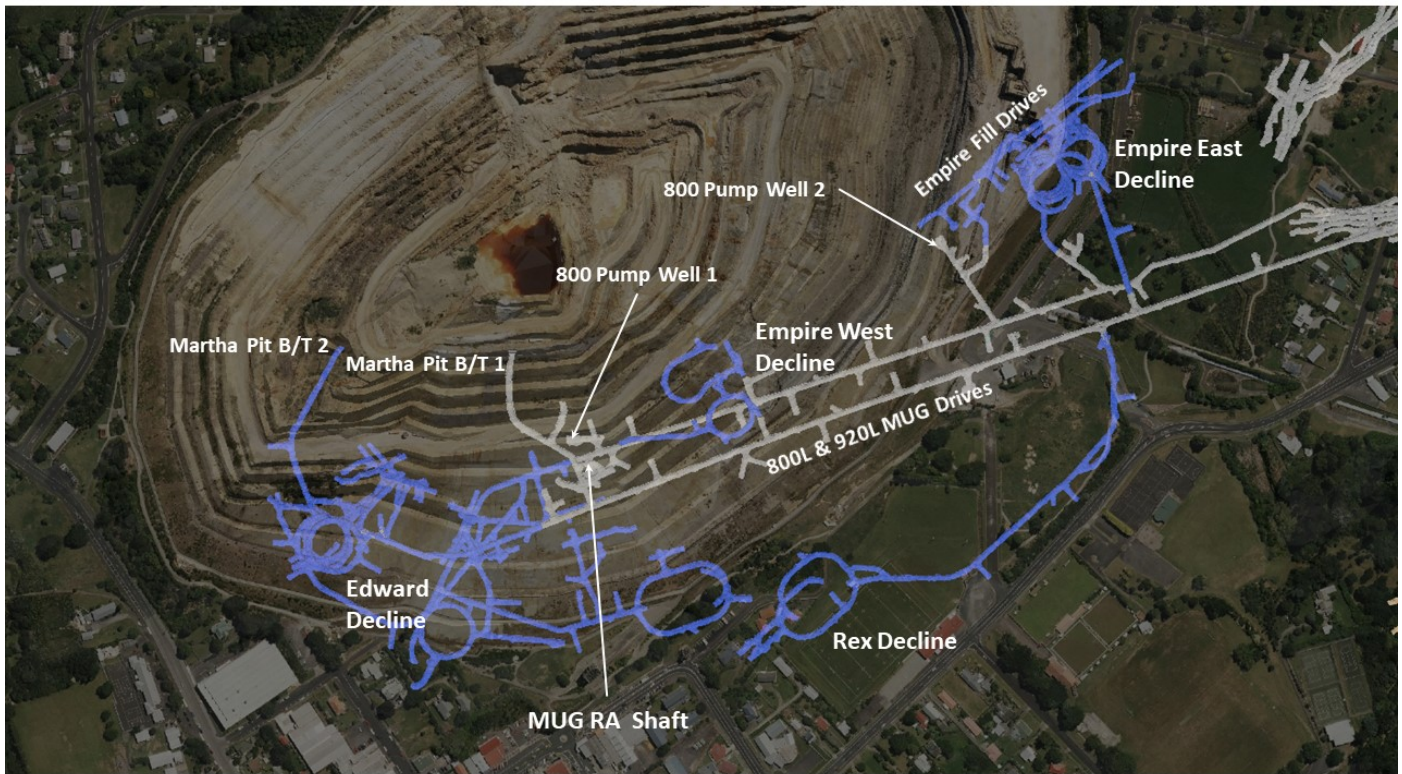 Empire Fill Drives
Empire East
Decline
800 Pump Well 2
800 Pump Well 1
Empire West
Decline
Martha Pit B/T 2
Martha Pit B/T 1
800L & 920L MUG Drives
Edward
Decline
Rex Decline
MUG RA Shaft